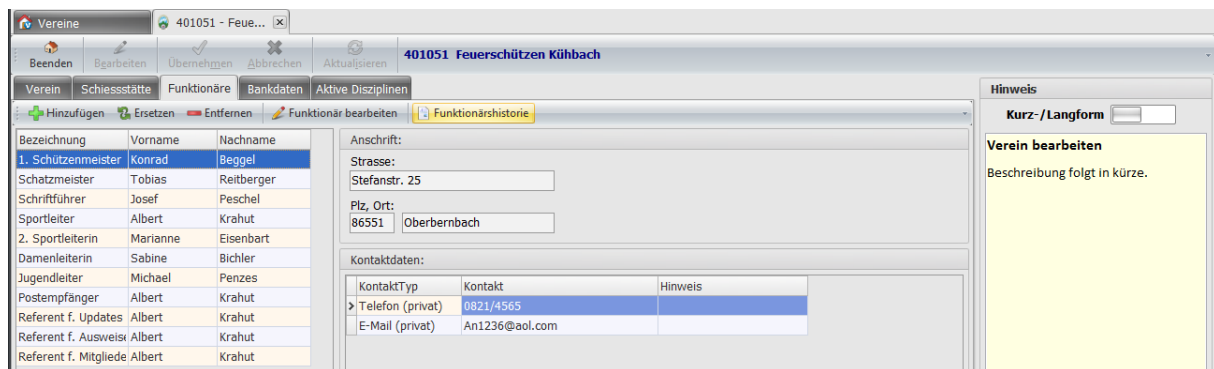 Vereine
401051 - Feue...
Beenden Bearbeiten Übernehmen Abbrechen Aktualisieren 401051 Feuerschützen Kühbach
Verein Schiessstätte Funktionäre Bankdaten Aktive Disziplinen
Hinzufügen Ersetzen Entfernen Funktionär bearbeiten Funktionärshistorie
Bezeichnung Vorname Nachname
1. Schützenmeister Konrad Beggel
Schatzmeister Tobias Reitberger
Schriftführer Josef Peschel
Sportleiter Albert Krahut
2. Sportleiterin Marianne Eisenbart
Damenleiterin Sabine Bichler
Jugendleiter Michael Penzes
Postempfänger Albert Krahut
Referent f. Updates Albert Krahut
Referent f. Ausweise Albert Krahut
Referent f. Mitgliede Albert Krahut
Anschrift:
Strasse:
Stefanstr. 25
Plz, Ort:
86551 Oberbernbach
Kontaktdaten:
KontaktTyp Kontakt Hinweis
Telefon (privat) 0821/4565
E-Mail (privat) An1236@aol.com
Hinweis
Kurz-/Langform
Verein bearbeiten
Beschreibung folgt in kürze.